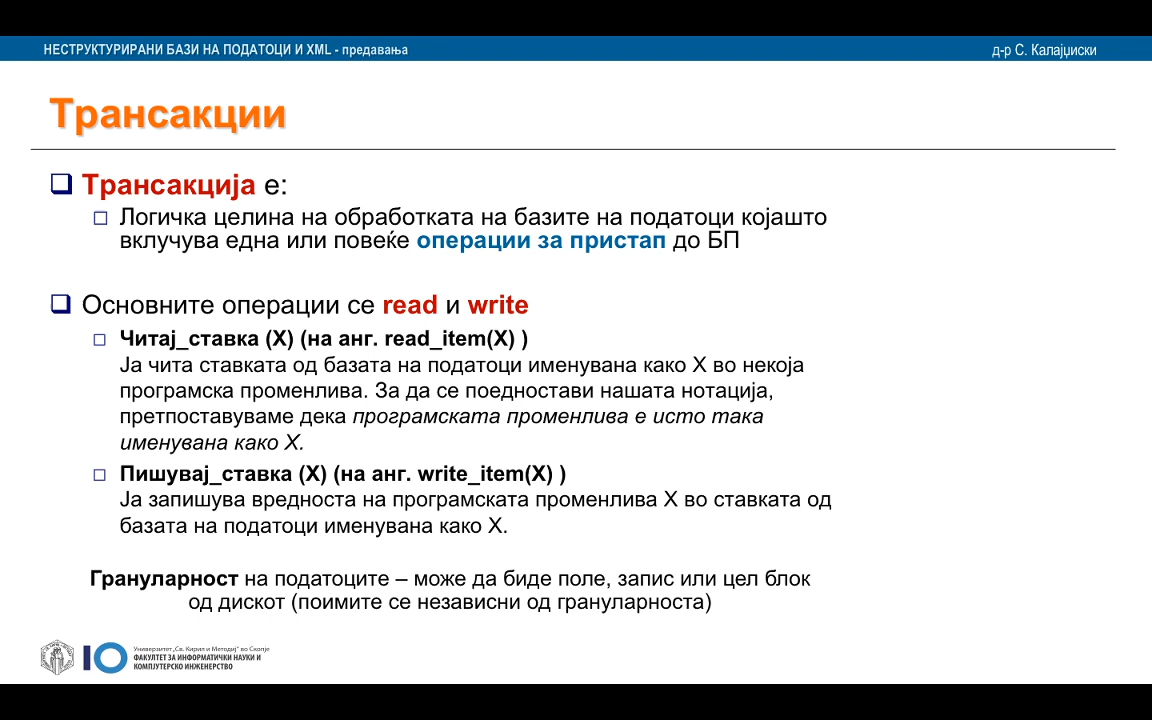 НЕСТРУКТУРИРАНИ БАЗИ НА ПОДАТОЦИ И XML - предавања
д-р С. Калајџиски
Трансакции
Трансакција е:
Логичка целина на обработката на базите на податоци којашто
вклучува една или повеќе операции за пристап до БП
Основните операции се read и write
Читај_ставка (X) (на анг. read_item(X) )
Ја чита ставката од базата на податоци именувана како X во некоја
програмска променлива. За да се поедностави нашата нотација,
претпоставуваме дека програмската променлива е исто така
именувана како X.
Пишувај_ставка (X) (на анг. write_item(X) )
Ја запишува вредноста на програмската променлива X во ставката од
базата на податоци именувана како X.
Грануларност на податоците – може да биде поле, запис или цел блок
од дискот (поимите се независни од грануларноста)
Универзитет „Св. Кирил и Методиј“ во Скопје
ФАКУЛТЕТ ЗА ИНФОРМАТИЧКИ НАУКИ И
КОМПЈУТЕРСКО ИНЖЕНЕРСТВО